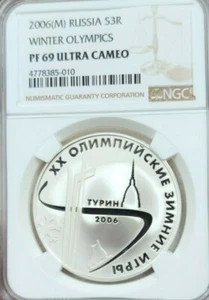 2006(M) RUSSIA S3R
WINTER OLYMPICS
PF 69 ULTRA CAMEO
4778385-010
NUMISMATIC GUARANTY CORPORATION
NGC
XX ОЛИМПИЙСКИЕ ЗИМНИЕ ИГРЫ
ТУРИН
2006